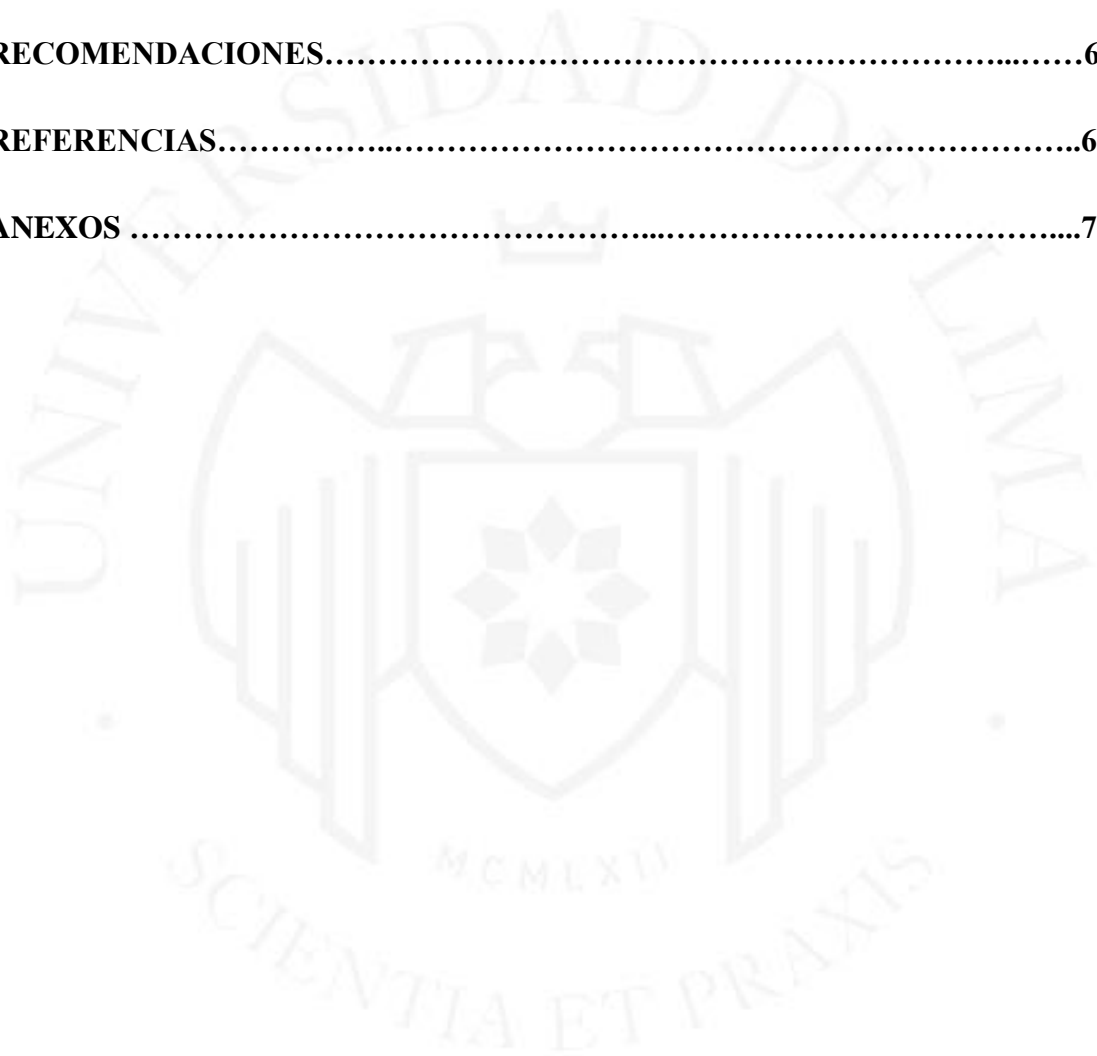 RECOMENDACIONES……………………………………………………………...……6
REFERENCIAS……………..………………………………………………………..6
ANEXOS …………………………………………....………………………………....7
UNIVERSIDAD DE LIMA
MCMLXII
SCIENTIA ET PRAXIS